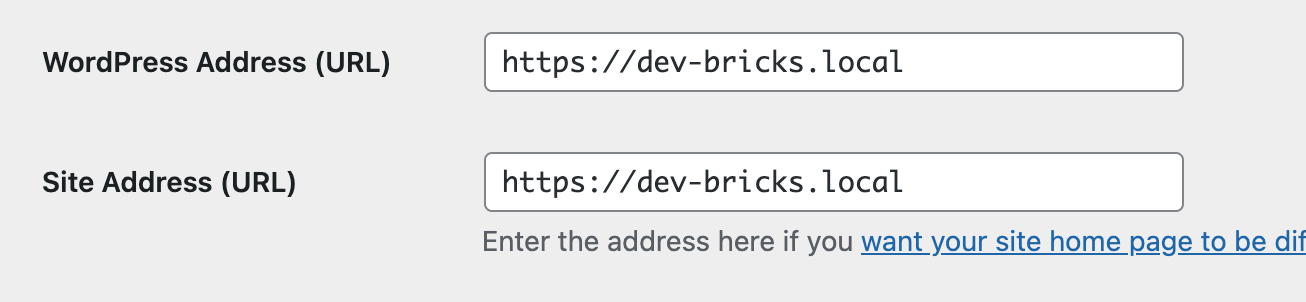 WordPress Address (URL)
https://dev-bricks.local
Site Address (URL)
https://dev-bricks.local
Enter the address here if you want your site home page to be dif